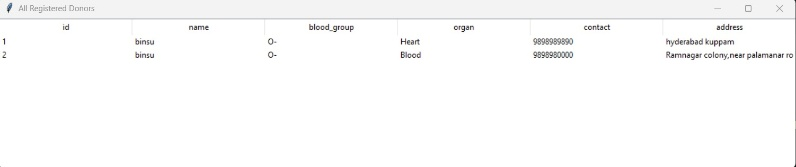 All Registered Donors
id name blood_group organ contact address
1 binsu O- Heart 9898989890 hyderabad kuppam
2 binsu O- Blood 9898980000 Ramnagar colony,near palamanar ro